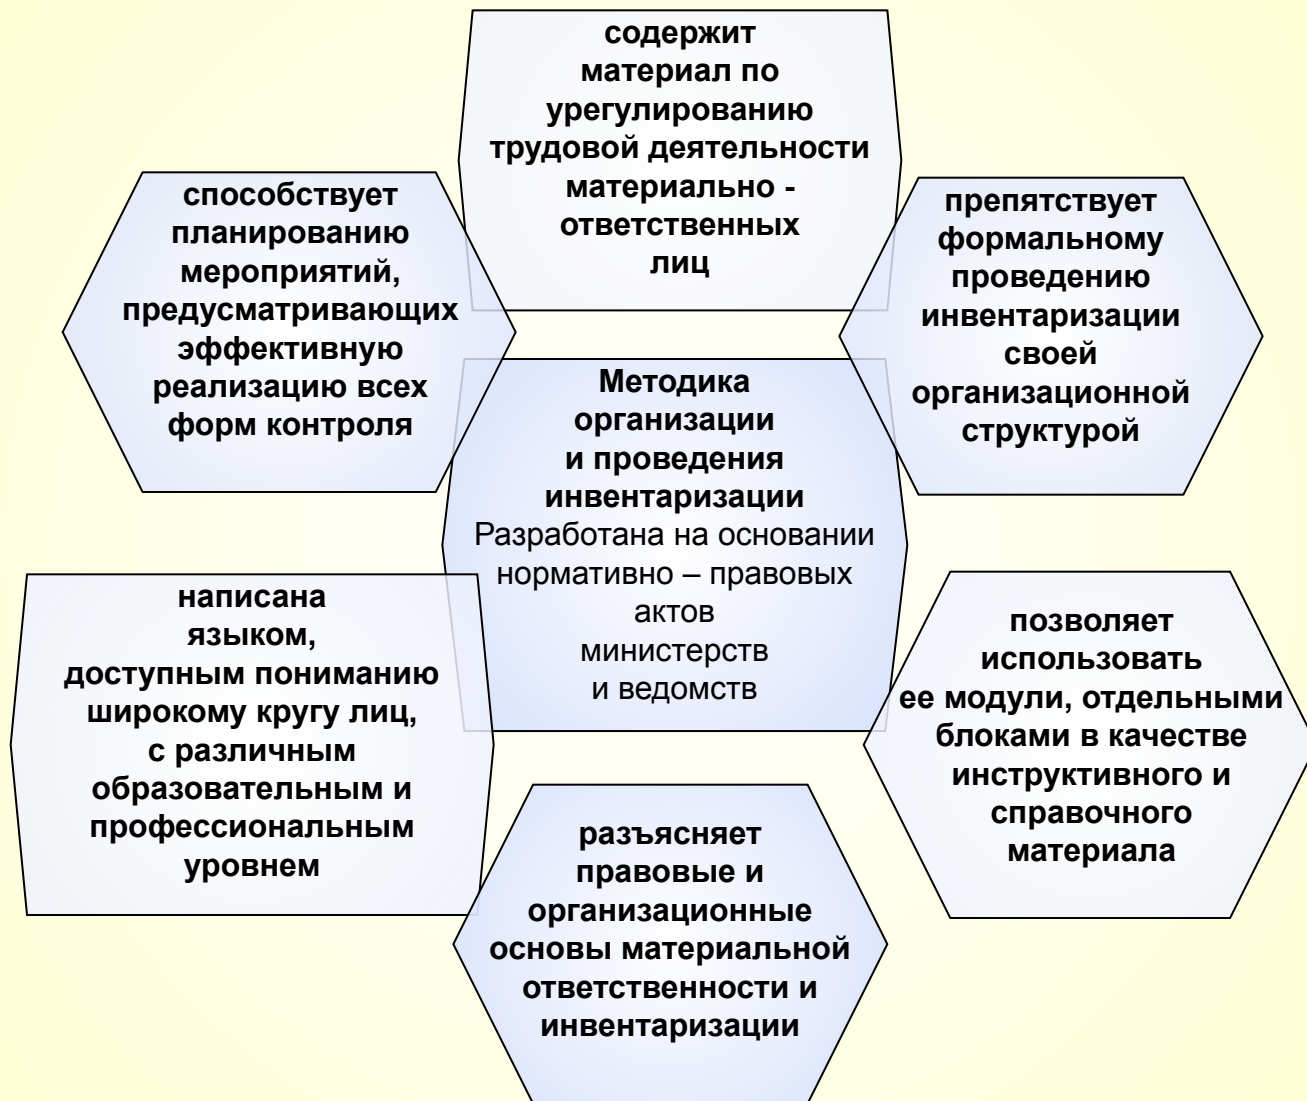 содержит
материал по
урегулированию
трудовой деятельности
материально -
ответственных
лиц
способствует
планированию
мероприятий,
предусматривающих
эффективную
реализацию всех
форм контроля
препятствует
формальному
проведению
инвентаризации
своей
организационной
структурой
Методика
организации
и проведения
инвентаризации
Разработана на основании
нормативно – правовых
актов
министерств
и ведомств
написана
языком,
доступным пониманию
широкому кругу лиц,
с различным
образовательным и
профессиональным
уровнем
позволяет
использовать
ее модули, отдельными
блоками в качестве
инструктивного и
справочного
материала
разъясняет
правовые и
организационные
основы материальной
ответственности и
инвентаризации